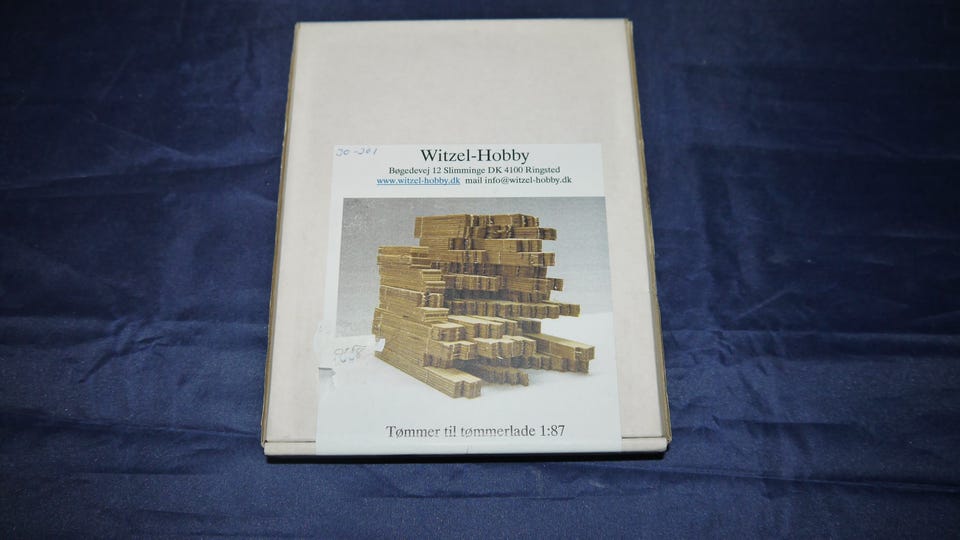 30-201
Witzel-Hobby
Bøgedevej 12 Slimminge DK 4100 Ringsted
www.witzel-hobby.dk mail info@witzel-hobby.dk
Tømmer til tømmerlade 1:87